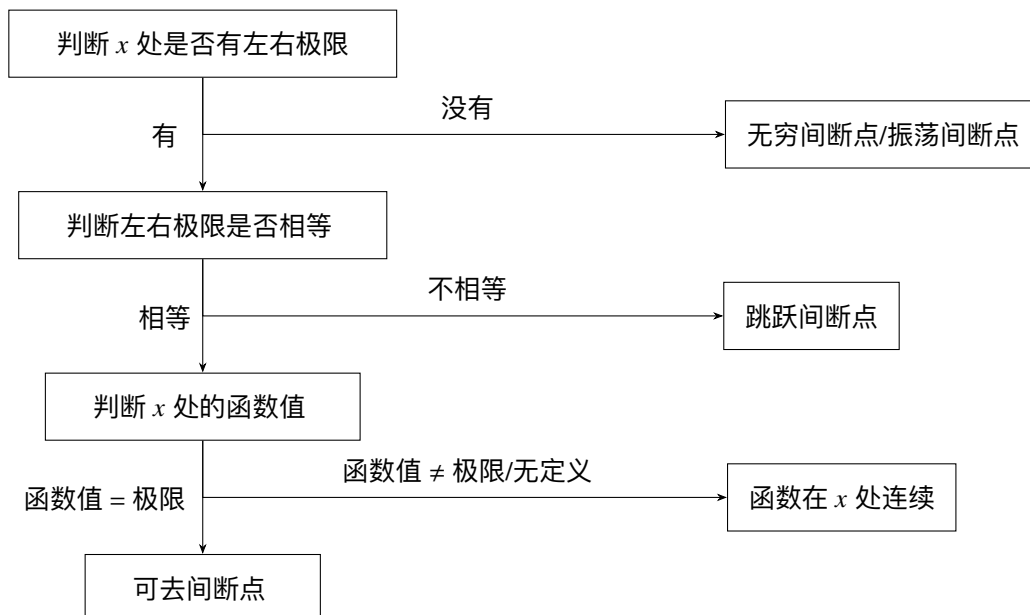 判断 x 处是否有左右极限
没有
有
无穷间断点/振荡间断点
判断左右极限是否相等
不相等
相等
跳跃间断点
判断 x 处的函数值
函数值 ≠ 极限/无定义
函数值 = 极限
函数在 x 处连续
可去间断点